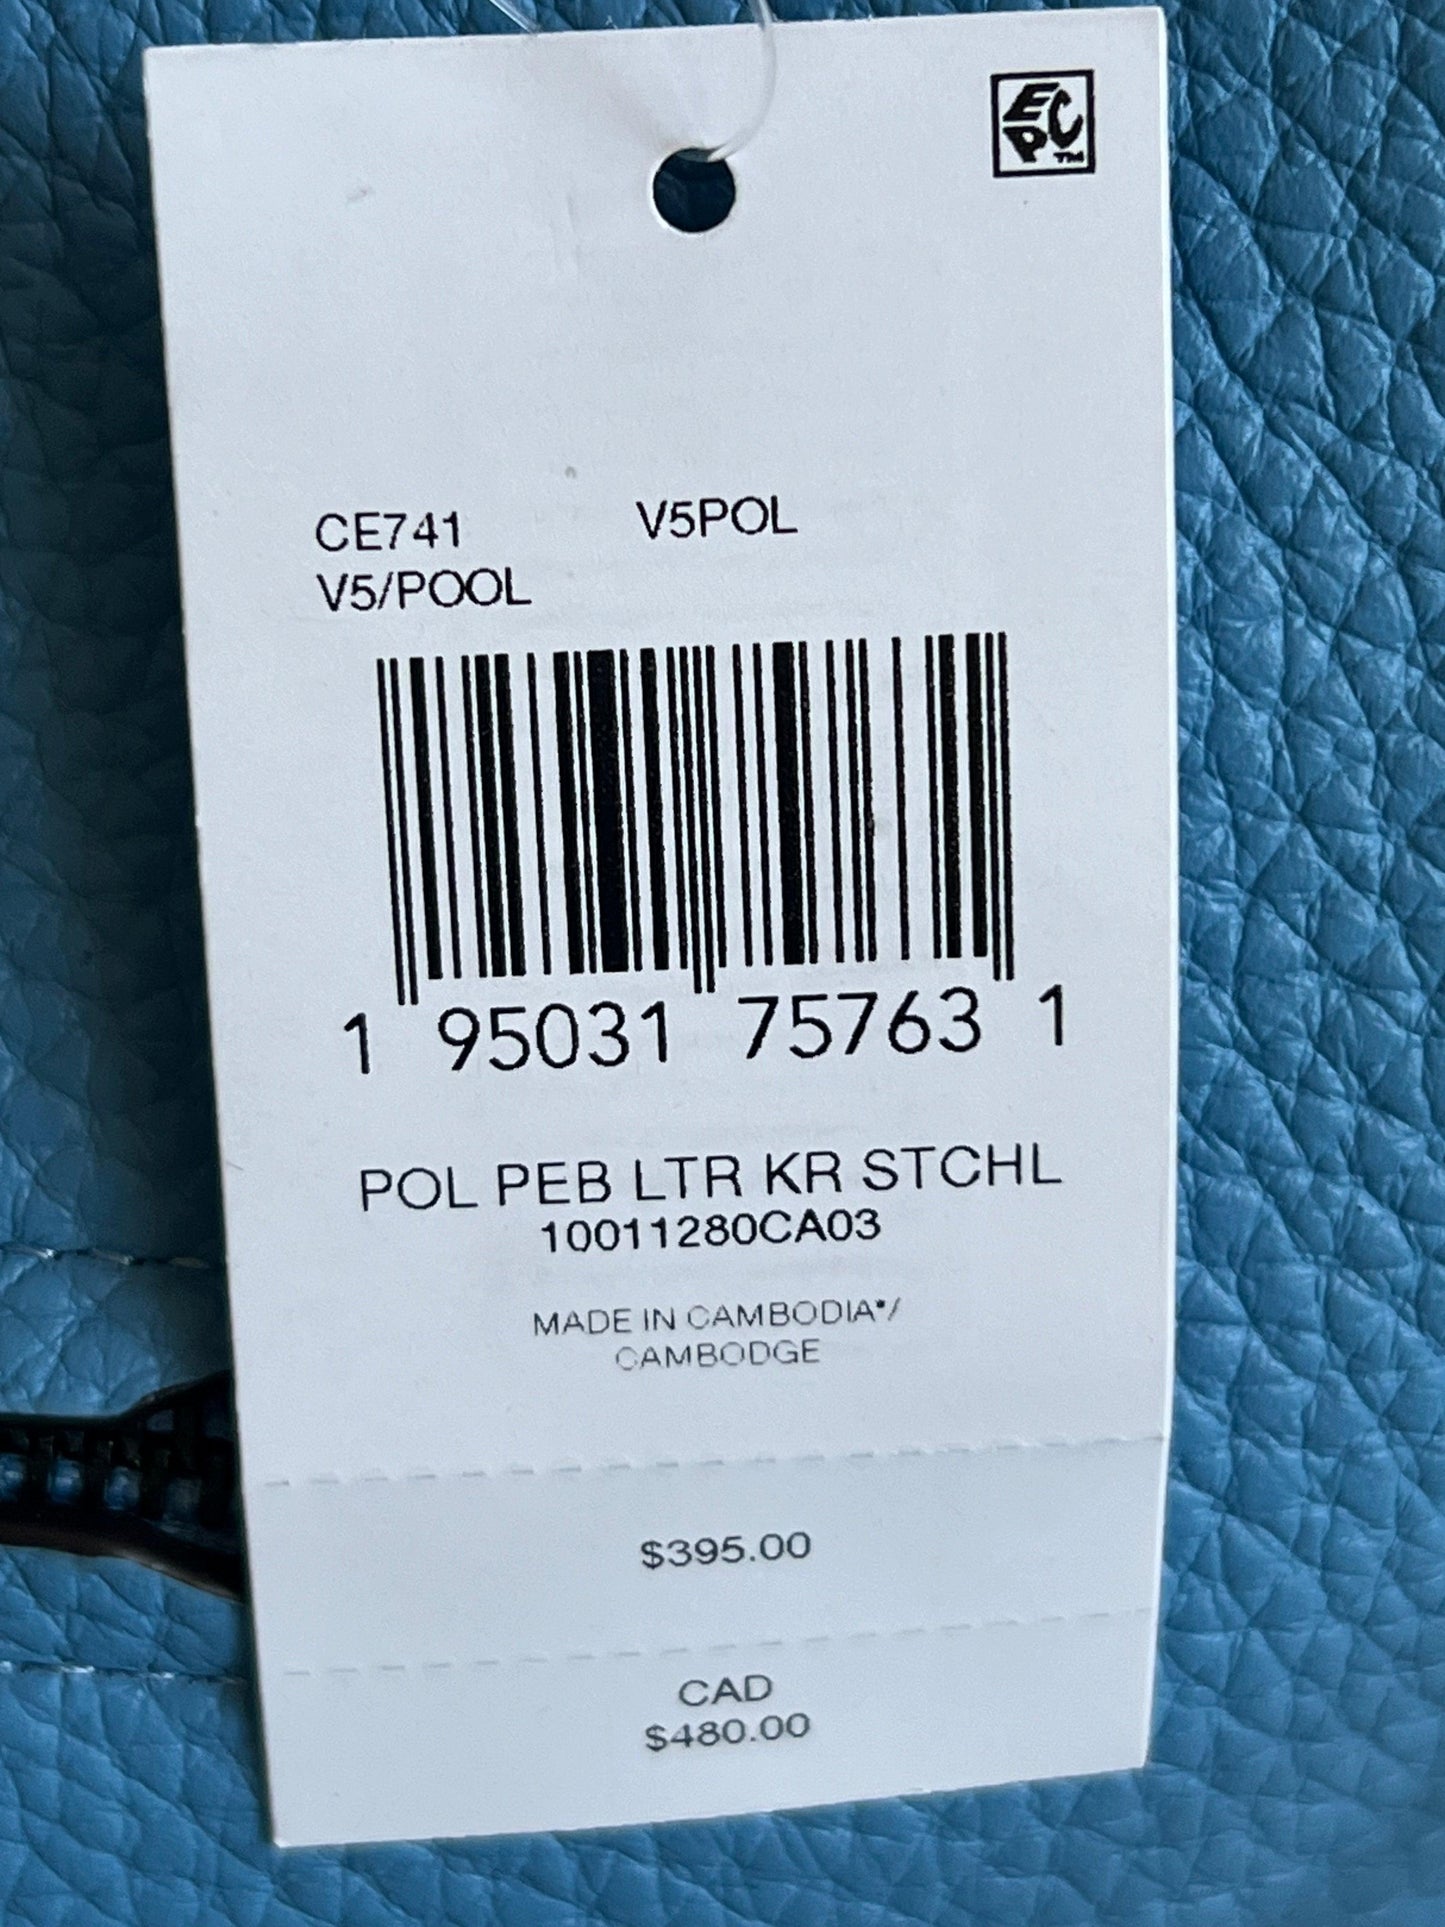 EPC™
CE741 V5POL
V5/POOL
1 95031 75763 1
POL PEB LTR KR STCHL
10011280CA03
MADE IN CAMBODIA*/
CAMBODGE
$395.00
CAD
$480.00